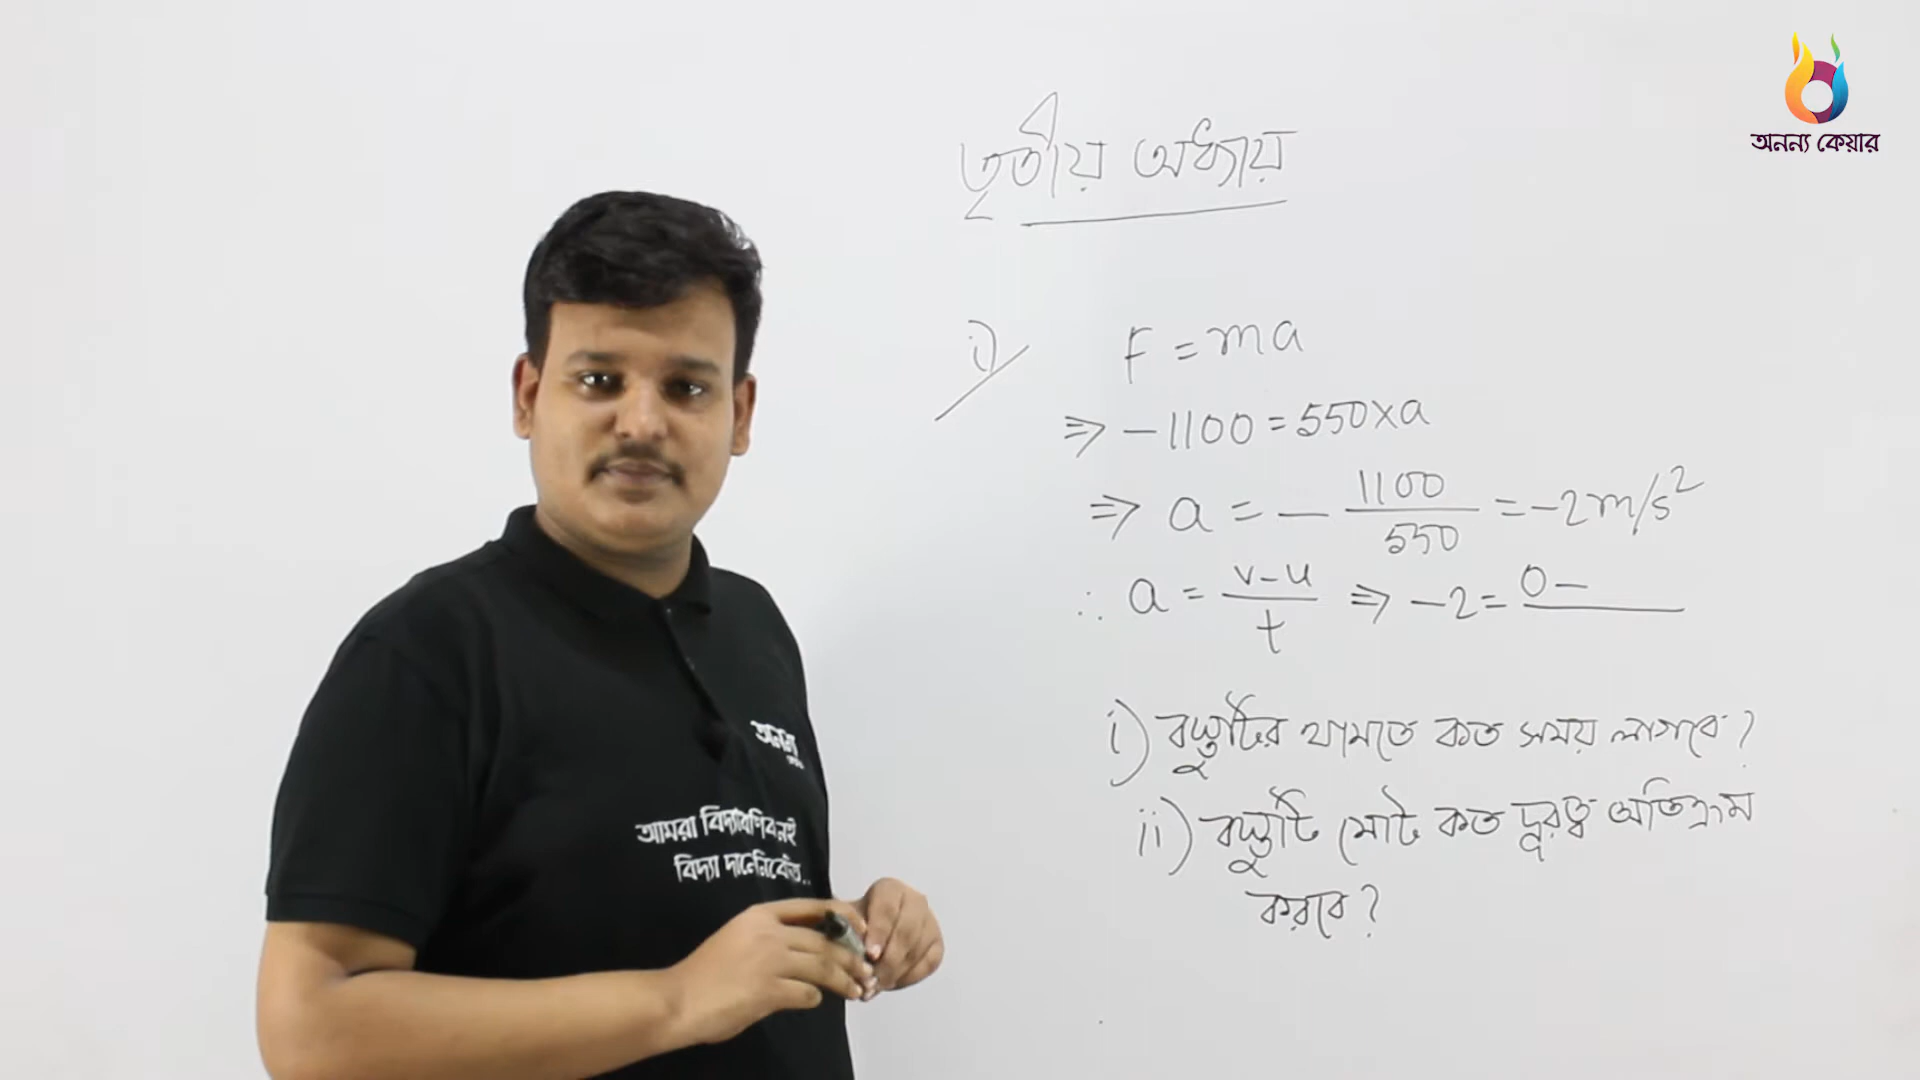 অনন্য কেয়ার
তৃতীয় অধ্যায়
i) F = ma
⇒ -1100 = 550×a
⇒ a = - 1100/550 = -2m/s²
∴ a = v-u/t ⇒ -2 = 0 -
i) বস্তুটির থামতে কত সময় লাগবে?
ii) বস্তুটি মোট কত দূরত্ব অতিক্রম
করবে?
অনন্য
আমরা বিদ্যাবণিক নই
বিদ্যা দানে নিবেদিত..